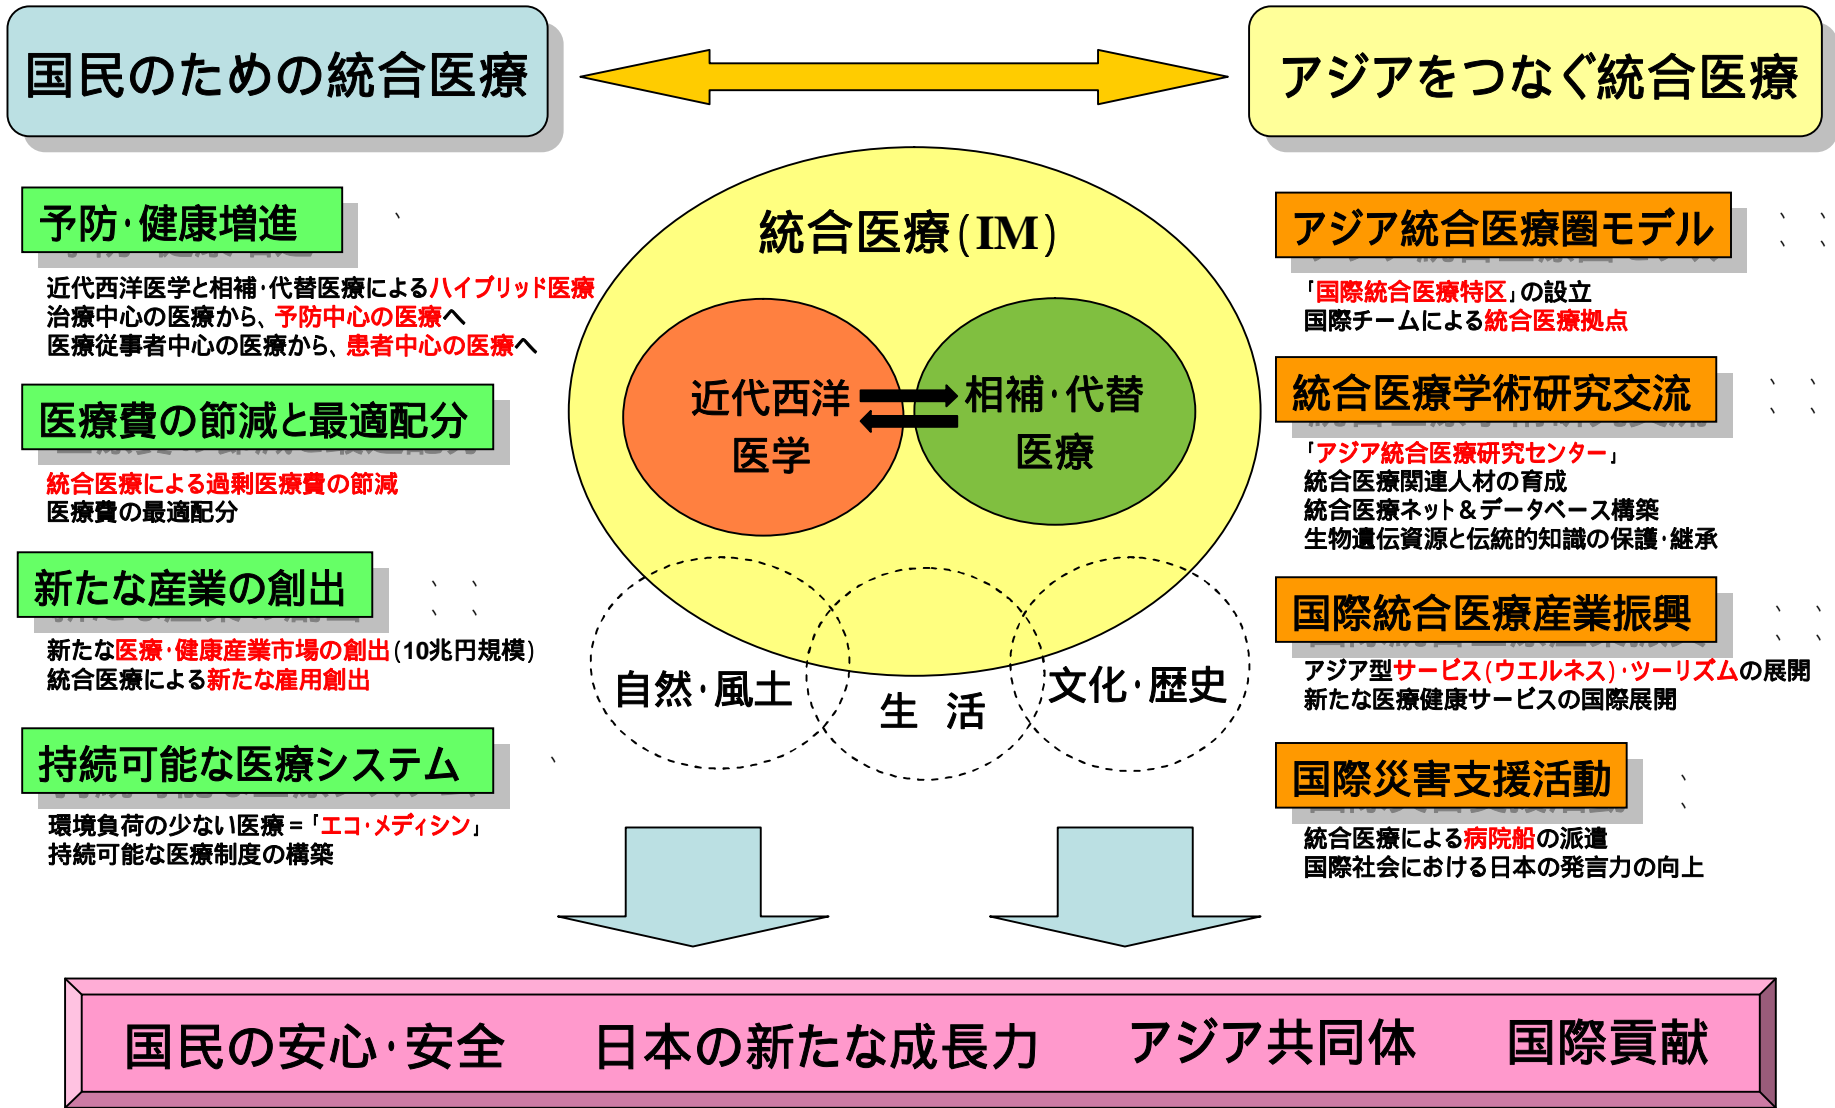 国民のための統合医療
アジアをつなぐ統合医療
予防・健康増進
近代西洋医学と相補・代替医療によるハイブリッド医療
治療中心の医療から、予防中心の医療へ
医療従事者中心の医療から、患者中心の医療へ
医療費の節減と最適配分
統合医療による過剰医療費の節減
医療費の最適配分
新たな産業の創出
新たな医療・健康産業市場の創出(10兆円規模)
統合医療による新たな雇用創出
持続可能な医療システム
環境負荷の少ない医療=「エコ・メディシン」
持続可能な医療制度の構築
統合医療(IM)
近代西洋
医学
相補・代替
医療
自然・風土
生 活
文化・歴史
アジア統合医療圏モデル
「国際統合医療特区」の設立
国際チームによる統合医療拠点
統合医療学術研究交流
「アジア統合医療研究センター」
統合医療関連人材の育成
統合医療ネット&データベース構築
生物遺伝資源と伝統的知識の保護・継承
国際統合医療産業振興
アジア型サービス(ウエルネス)・ツーリズムの展開
新たな医療健康サービスの国際展開
国際災害支援活動
統合医療による病院船の派遣
国際社会における日本の発言力の向上
国民の安心・安全 日本の新たな成長力 アジア共同体 国際貢献